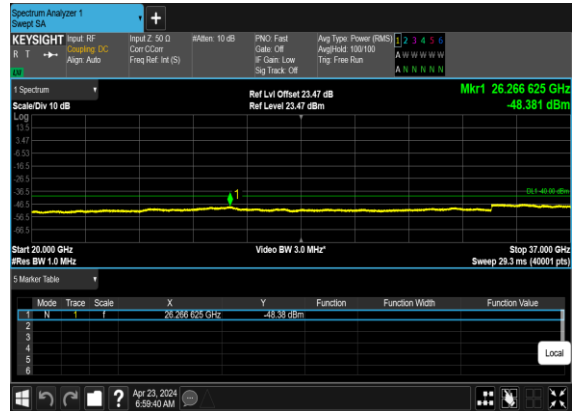 Spectrum Analyzer 1
Swept SA
+
KEYSIGHT Input: RF Input Z: 50 Ω #Atten: 10 dB PNO: Fast Avg Type: Power (RMS) 1 2 3 4 5 6
R T Coupling: DC Corr CCorr Gate: Off Avg|Hold: 100/100 A W W W W W
Align: Auto Freq Ref: Int (S) IF Gain: Low Trig: Free Run
LW Sig Track: Off A N N N N N
1 Spectrum Ref Lvl Offset 23.47 dB Mkr1 26.266 625 GHz
Scale/Div 10 dB Ref Level 23.47 dBm -48.381 dBm
Log
13.5
3.47
-6.53
-16.5
-26.5
-36.5 DL1 -40.00 dBm
1
-46.5
-56.5
-66.5
Start 20.000 GHz Video BW 3.0 MHz* Stop 37.000 GHz
#Res BW 1.0 MHz Sweep 29.3 ms (40001 pts)
5 Marker Table
Mode Trace Scale X Y Function Function Width Function Value
1 N 1 f 26.266 625 GHz -48.38 dBm
2
3
4
5
6
Local
? Apr 23, 2024
6:59:40 AM